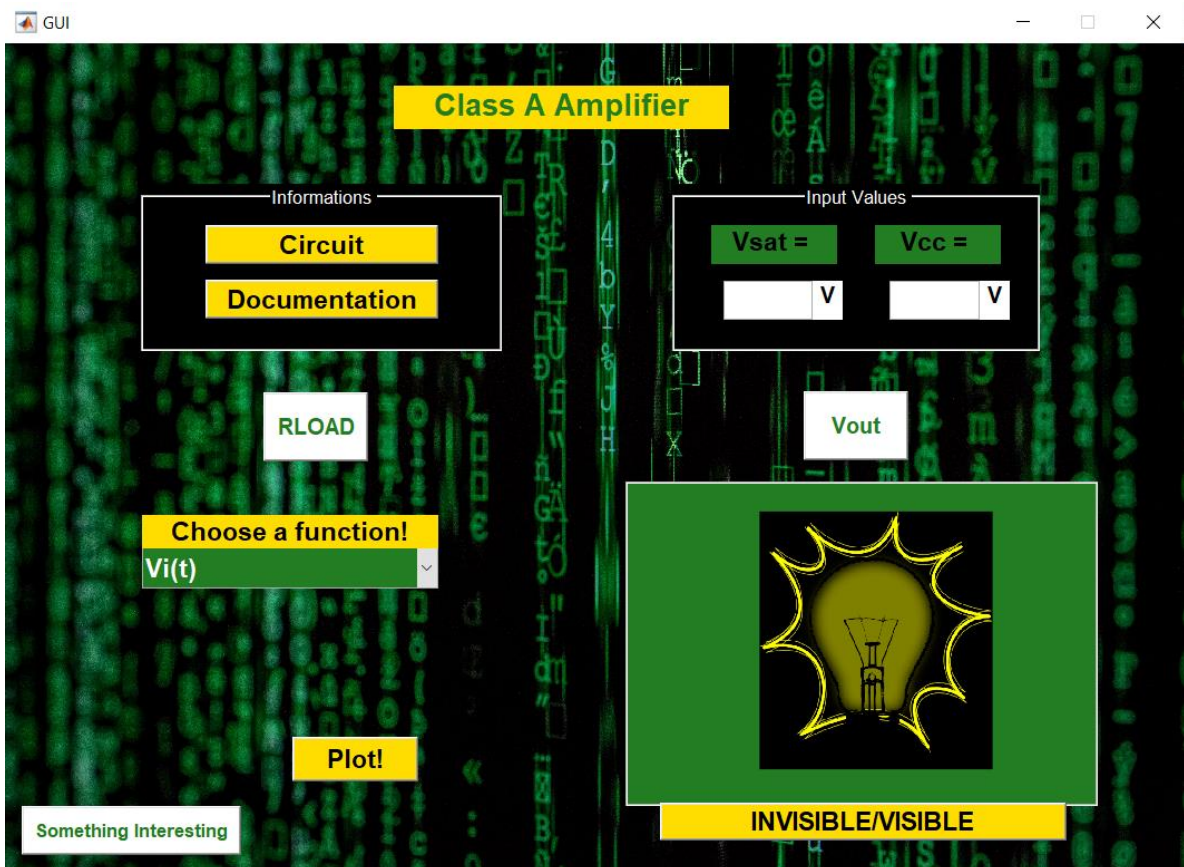 GUI
Class A Amplifier
Informations
Circuit
Documentation
Input Values
Vsat = Vcc =
V V
RLOAD
Vout
Choose a function!
Vi(t)
Plot!
Something Interesting
INVISIBLE/VISIBLE